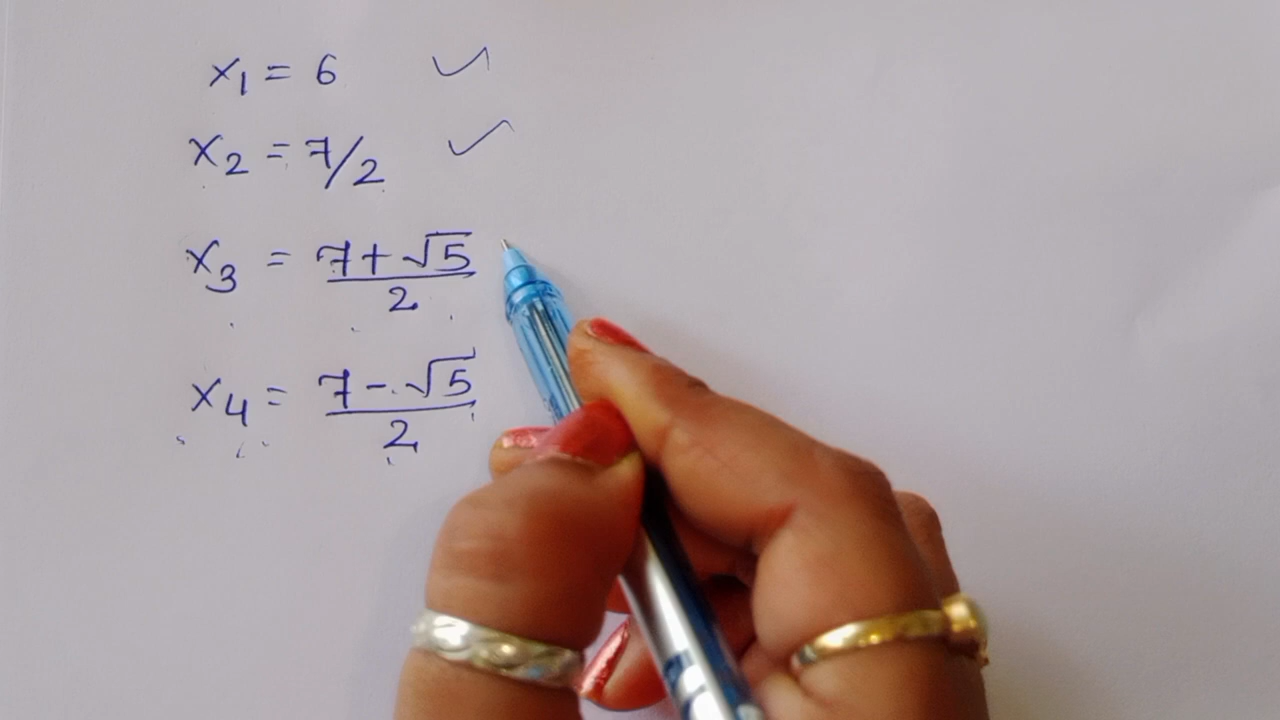 x₁ = 6 ✓
x₂ = 7/2 ✓
x₃ = (7+√5)/2
x₄ = (7-√5)/2